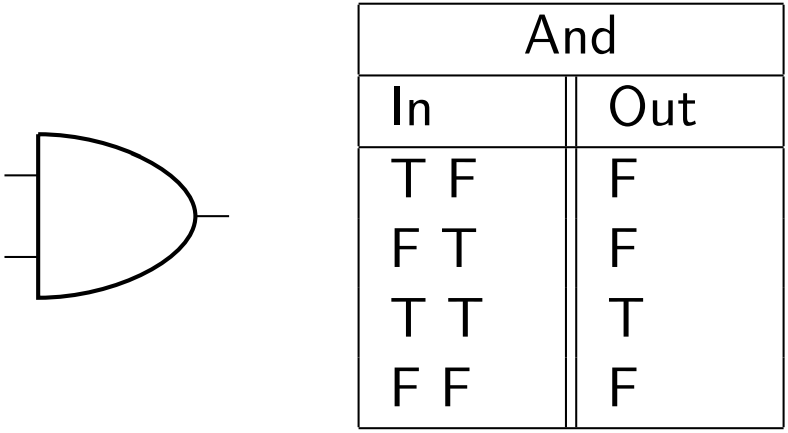 And
In Out
T F F
F T F
T T T
F F F